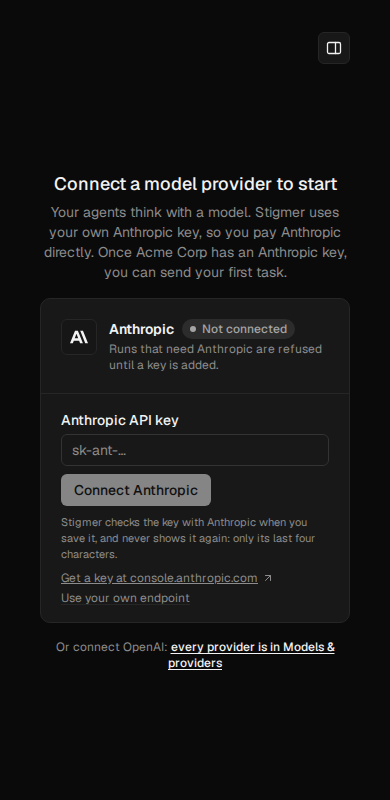 Connect a model provider to start
Your agents think with a model. Stigmer uses
your own Anthropic key, so you pay Anthropic
directly. Once Acme Corp has an Anthropic key,
you can send your first task.
Anthropic Not connected
Runs that need Anthropic are refused
until a key is added.
Anthropic API key
sk-ant-...
Connect Anthropic
Stigmer checks the key with Anthropic when you
save it, and never shows it again: only its last four
characters.
Get a key at console.anthropic.com
Use your own endpoint
Or connect OpenAI: every provider is in Models &
providers